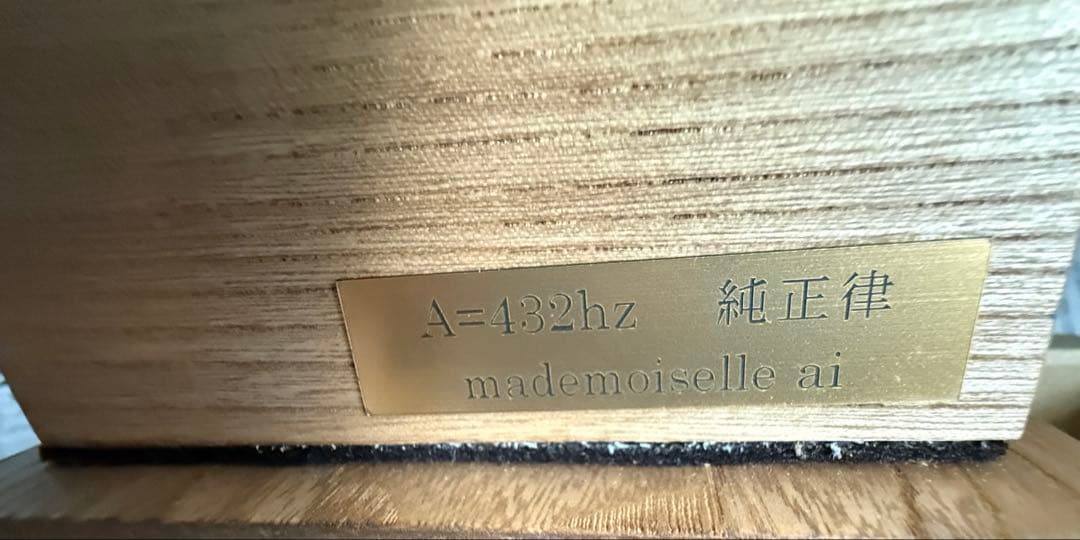 A=432hz 純正律
mademoiselle ai